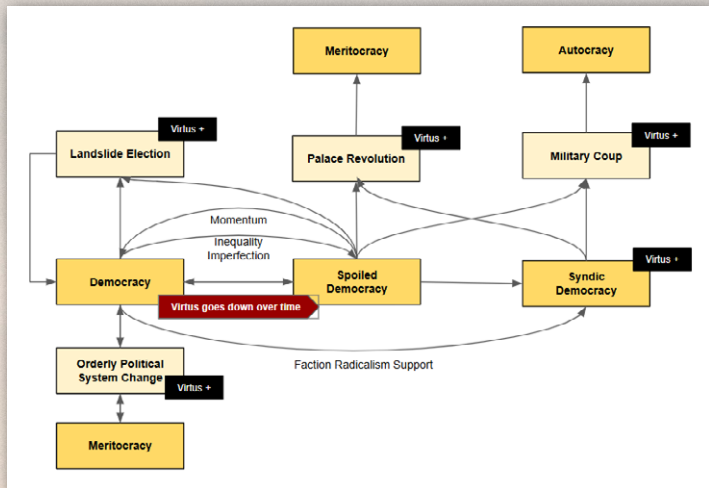 Meritocracy
Autocracy
Virtus +
Landslide Election
Virtus +
Palace Revolution
Virtus +
Military Coup
Momentum
Inequality
Imperfection
Democracy
Spoiled
Democracy
Virtus +
Syndic
Democracy
Virtus goes down over time
Orderly Political
System Change
Virtus +
Faction Radicalism Support
Meritocracy